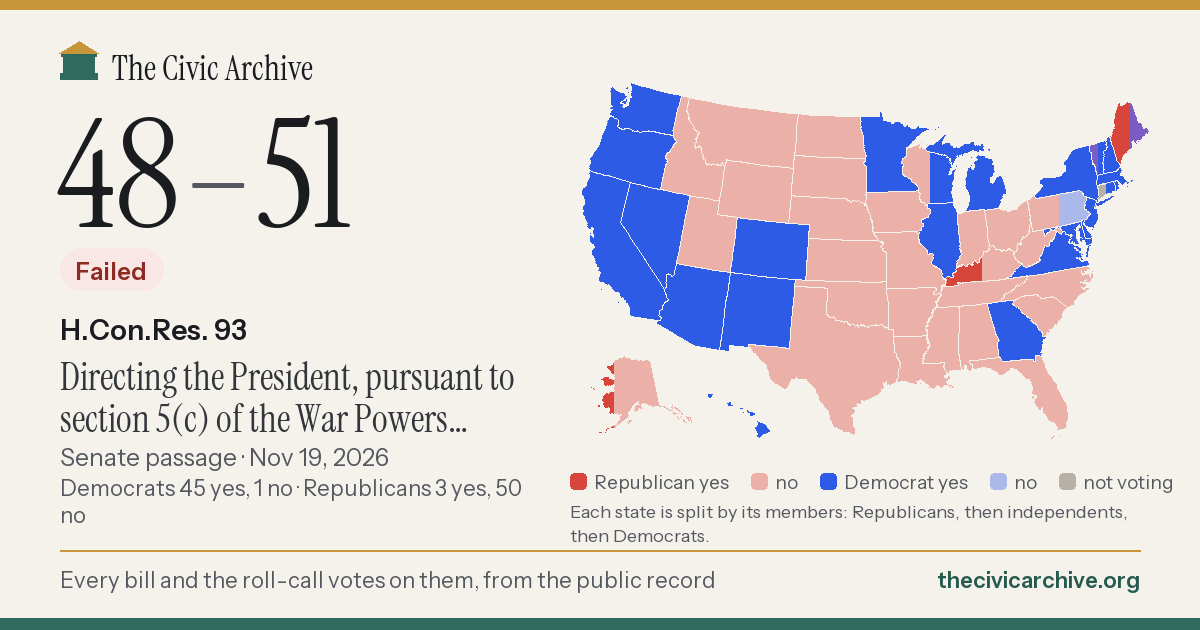 The Civic Archive
48–51
Failed
H.Con.Res. 93
Directing the President, pursuant to
section 5(c) of the War Powers...
Senate passage · Nov 19, 2026
Democrats 45 yes, 1 no · Republicans 3 yes, 50
no
Republican yes no Democrat yes no not voting
Each state is split by its members: Republicans, then independents,
then Democrats.
Every bill and the roll-call votes on them, from the public record
thecivicarchive.org